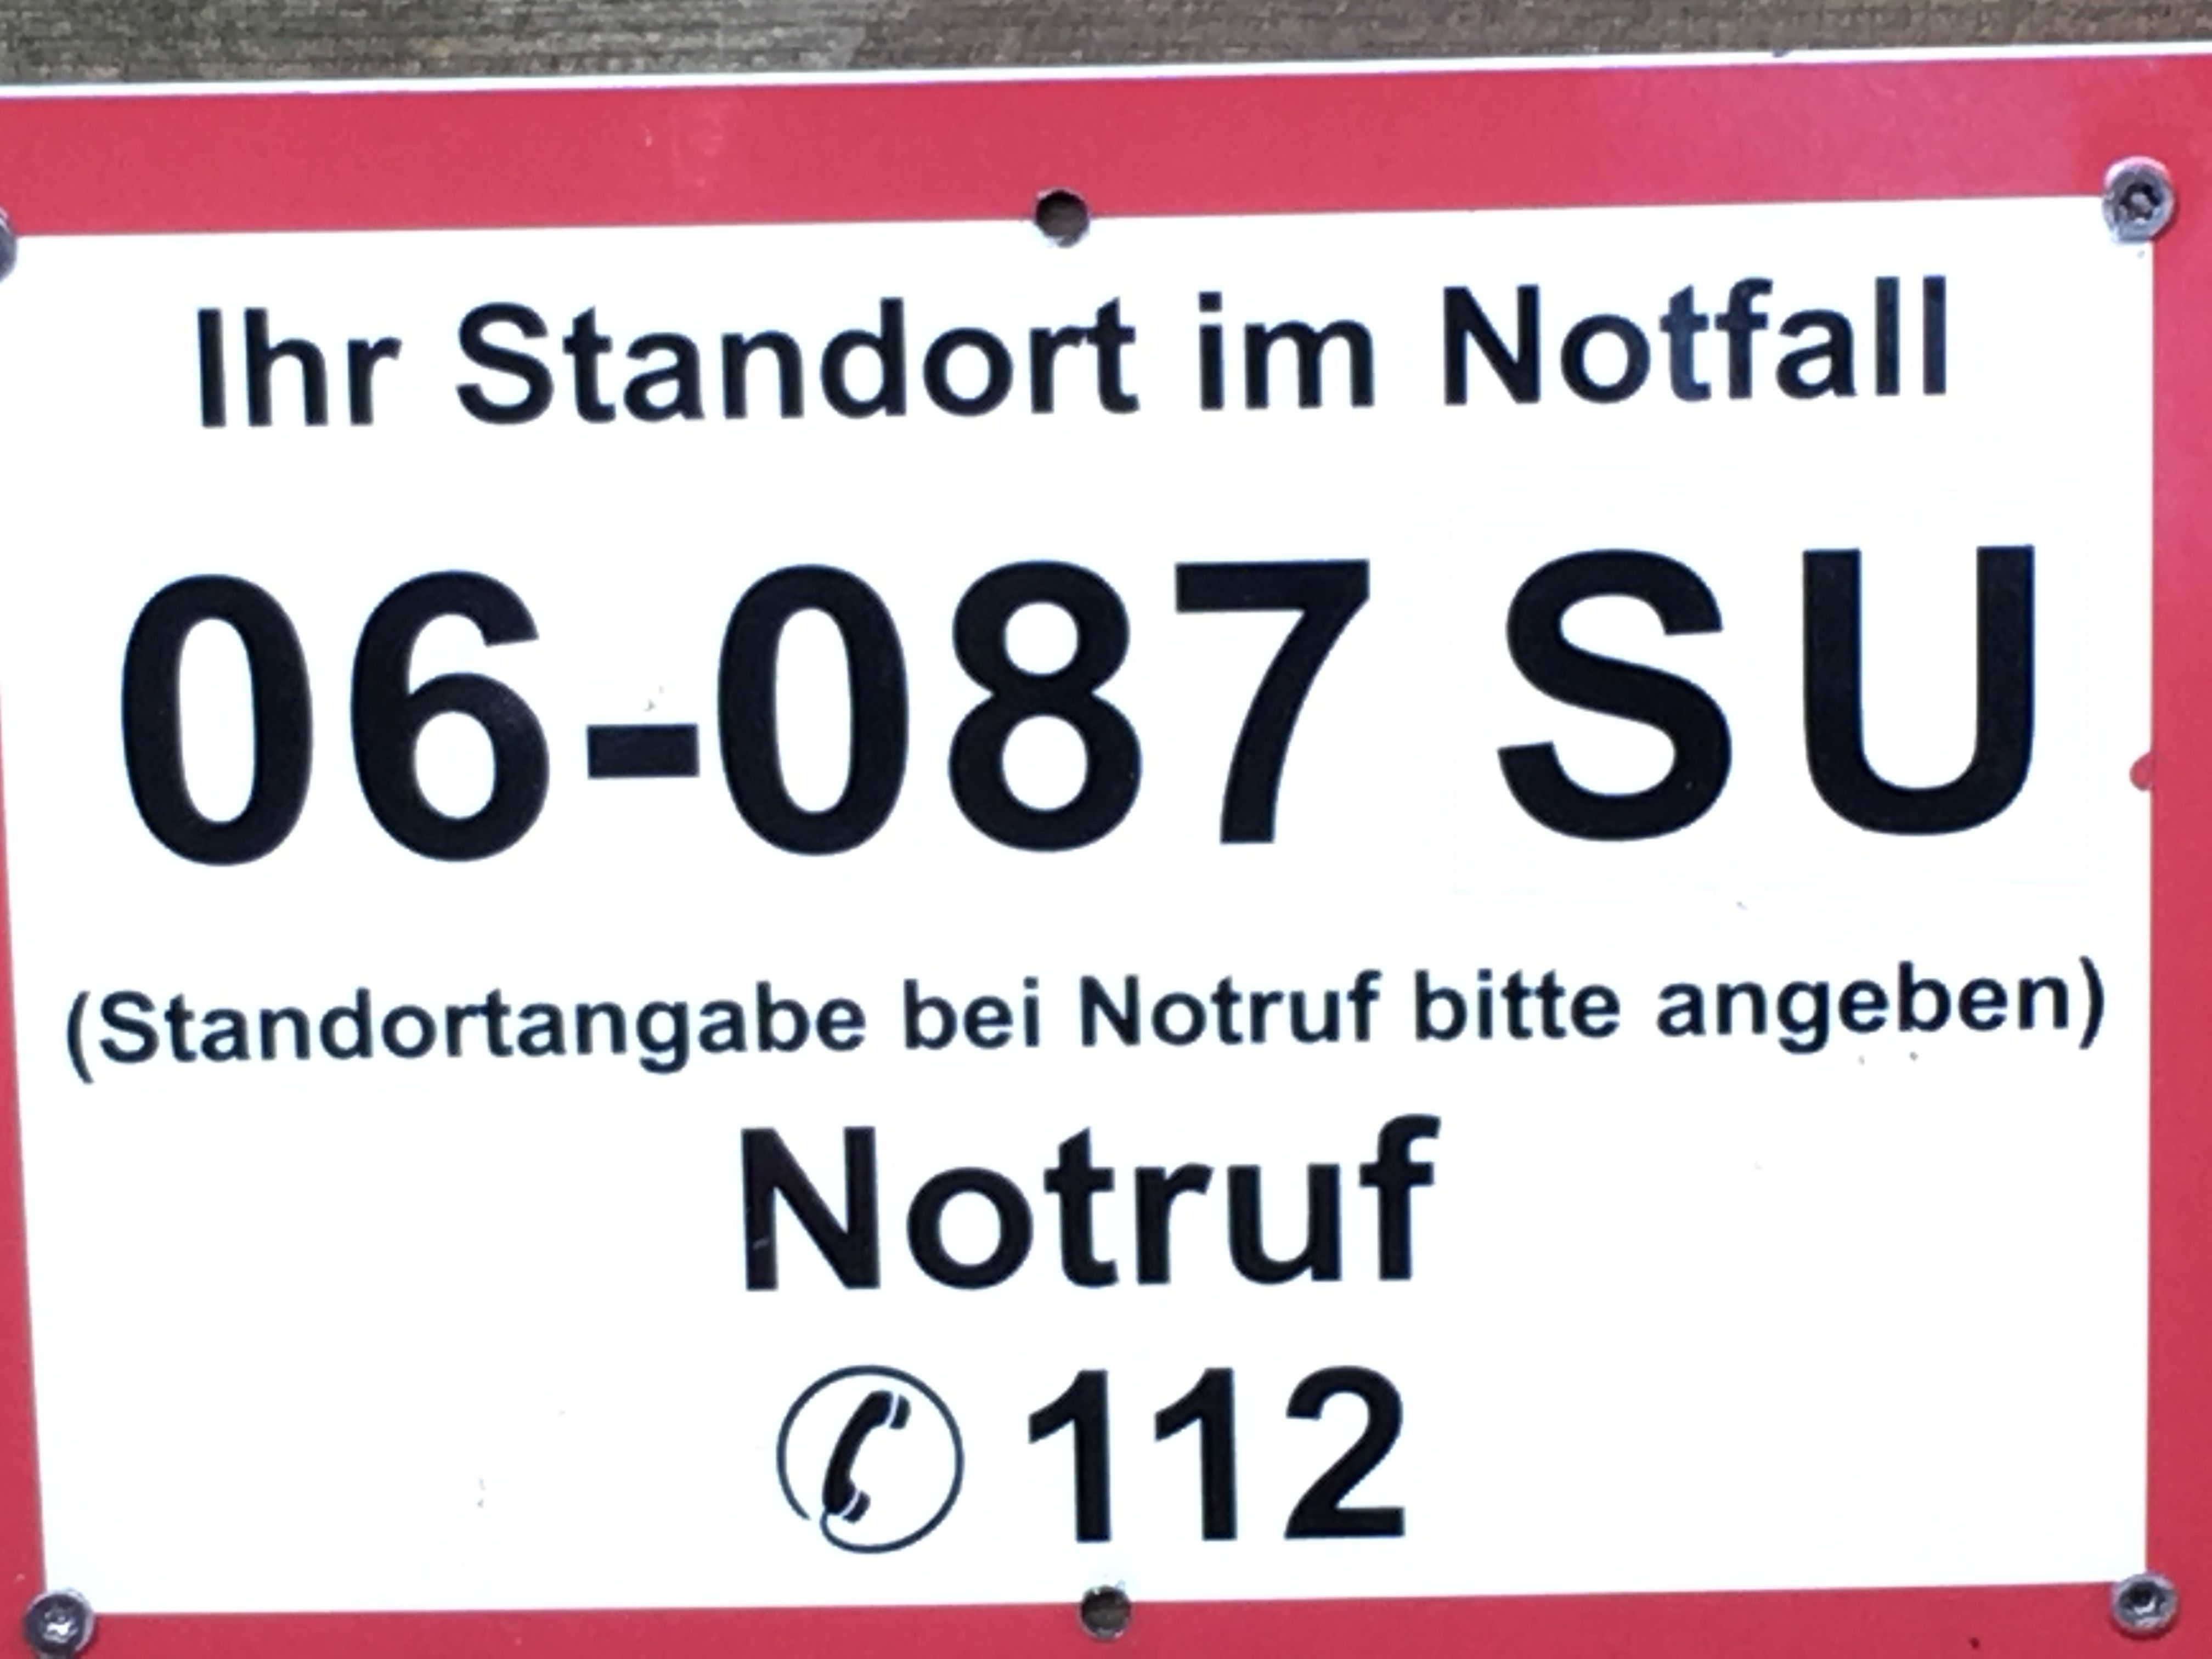 Ihr Standort im Notfall
06-087 SU
(Standortangabe bei Notruf bitte angeben)
Notruf
112